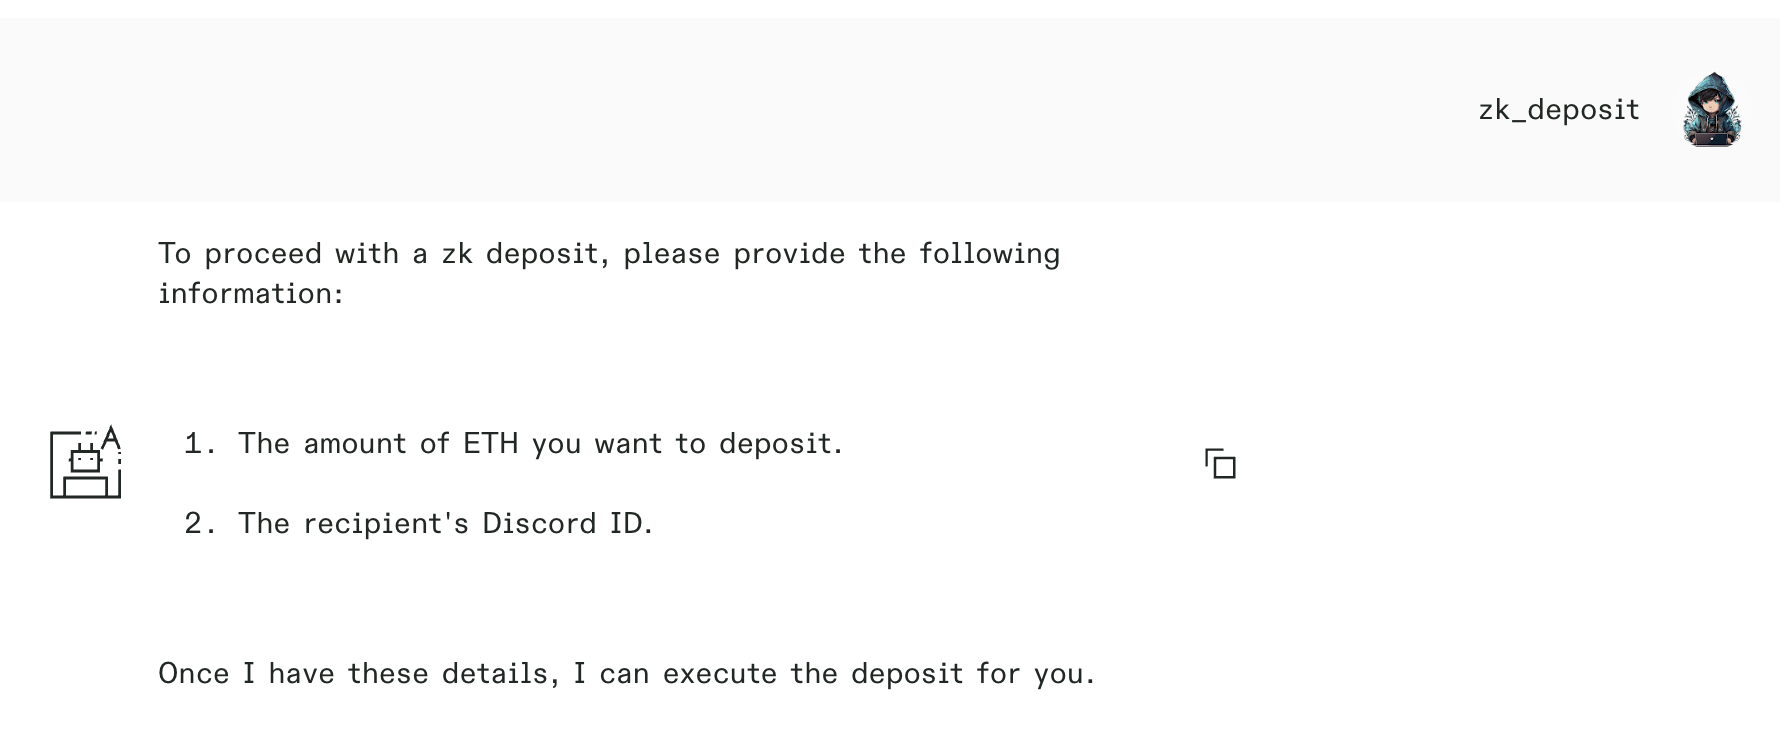 zk_deposit
To proceed with a zk deposit, please provide the following
information:
1. The amount of ETH you want to deposit.
2. The recipient's Discord ID.
Once I have these details, I can execute the deposit for you.